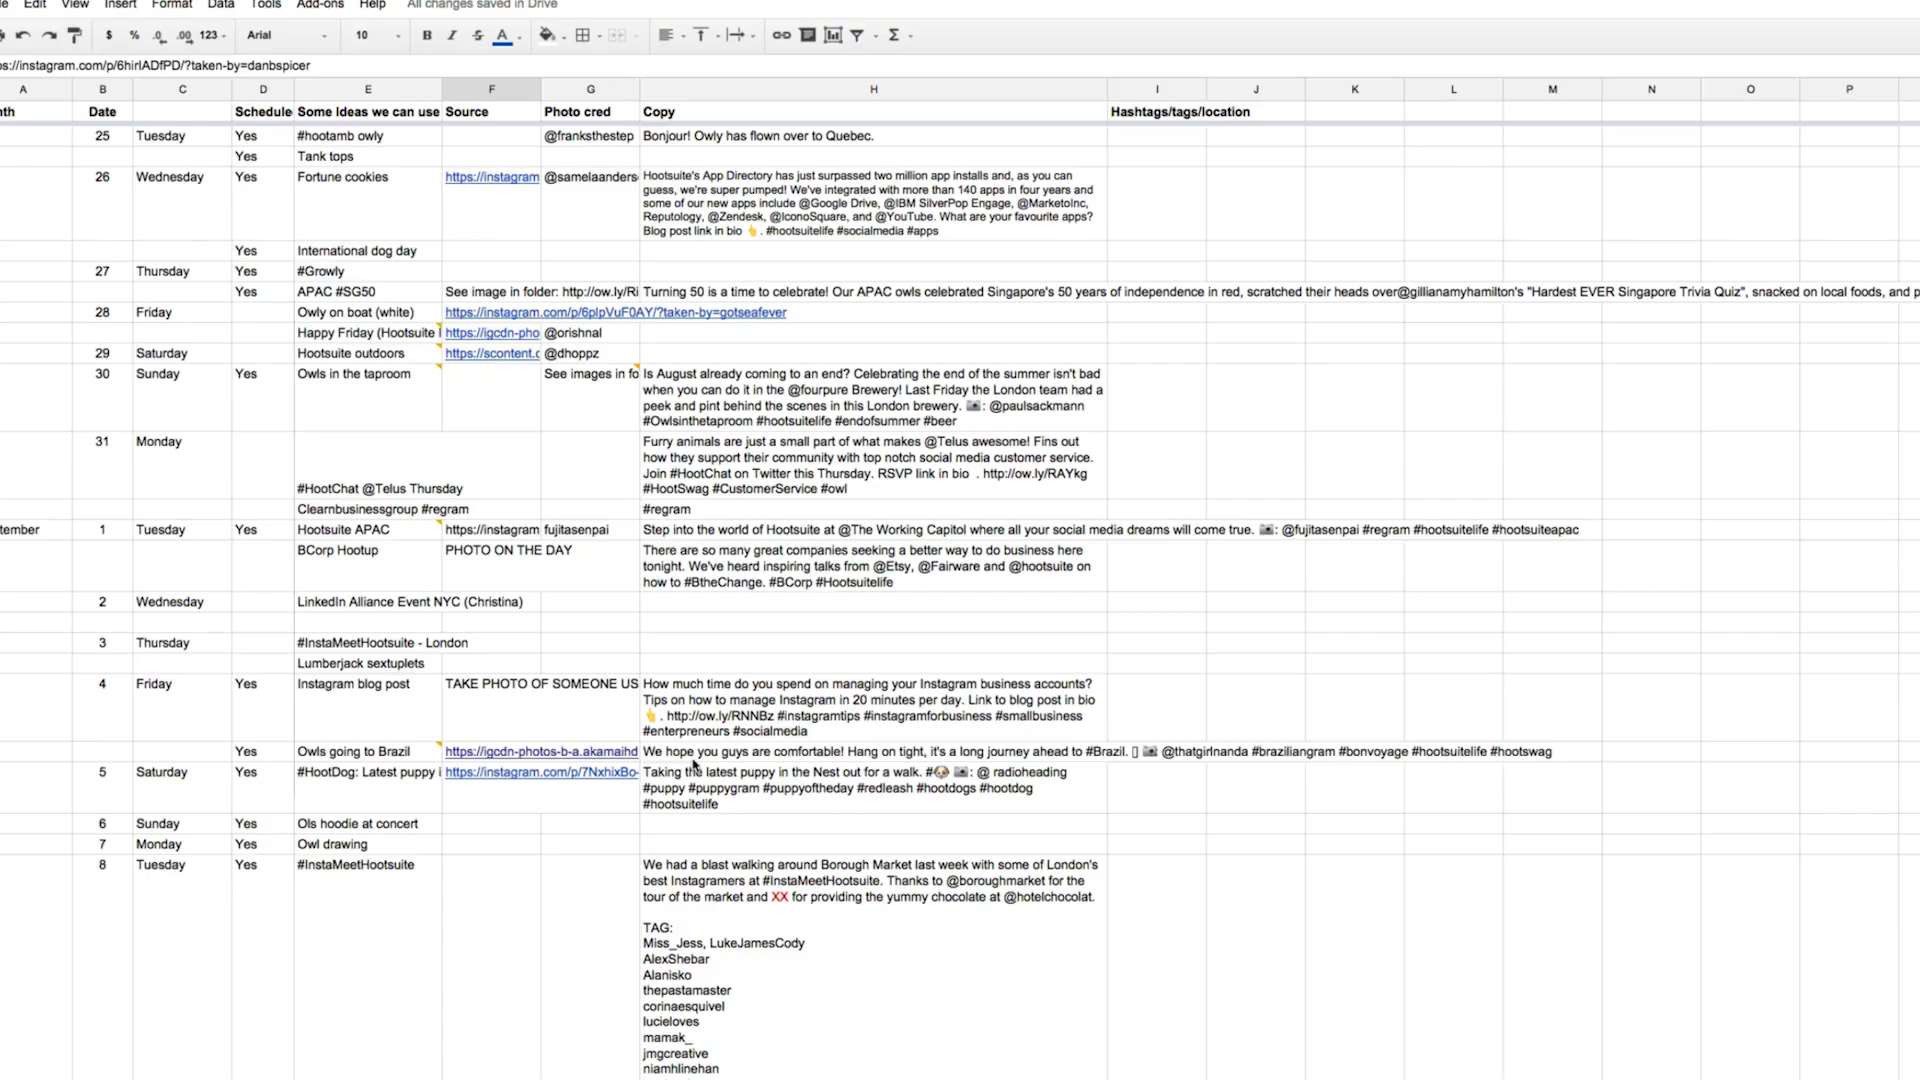 Edit View Insert Format Data Tools Add-ons Help All changes saved in Drive
$ % .0 .00 123 Arial 10 B I S A Σ
s://instagram.com/p/6hirIADfPD/?taken-by=danbspicer
A B C D E F G H I J K L M N O P
nth Date Schedule Some Ideas we can use Source Photo cred Copy Hashtags/tags/location
25 Tuesday Yes #hootamb owly @franksthestep Bonjour! Owly has flown over to Quebec.
Yes Tank tops
26 Wednesday Yes Fortune cookies https://instagram @samelaanders Hootsuite's App Directory has just surpassed two million app installs and, as you can
guess, we're super pumped! We've integrated with more than 140 apps in four years and
some of our new apps include @Google Drive, @IBM SilverPop Engage, @MarketoInc,
Reputology, @Zendesk, @IconoSquare, and @YouTube. What are your favourite apps?
Blog post link in bio 👆. #hootsuitelife #socialmedia #apps
Yes International dog day
27 Thursday Yes #Growly
Yes APAC #SG50 See image in folder: http://ow.ly/Ri Turning 50 is a time to celebrate! Our APAC owls celebrated Singapore's 50 years of independence in red, scratched their heads over@gillianamyhamilton's "Hardest EVER Singapore Trivia Quiz", snacked on local foods, and p
28 Friday Owly on boat (white) https://instagram.com/p/6plpVuF0AY/?taken-by=gotseafever
Happy Friday (Hootsuite https://igcdn-pho @orishnal
29 Saturday Hootsuite outdoors https://scontent.c @dhoppz
30 Sunday Yes Owls in the taproom See images in fo Is August already coming to an end? Celebrating the end of the summer isn't bad
when you can do it in the @fourpure Brewery! Last Friday the London team had a
peek and pint behind the scenes in this London brewery. 📷: @paulsackmann
#Owlsinthetaproom #hootsuitelife #endofsummer #beer
31 Monday Furry animals are just a small part of what makes @Telus awesome! Fins out
how they support their community with top notch social media customer service.
Join #HootChat on Twitter this Thursday. RSVP link in bio . http://ow.ly/RAYkg
#HootChat @Telus Thursday #HootSwag #CustomerService #owl
Clearnbusinessgroup #regram #regram
tember 1 Tuesday Yes Hootsuite APAC https://instagram fujitasenpai Step into the world of Hootsuite at @The Working Capitol where all your social media dreams will come true. 📷: @fujitasenpai #regram #hootsuitelife #hootsuiteapac
BCorp Hootup PHOTO ON THE DAY There are so many great companies seeking a better way to do business here
tonight. We've heard inspiring talks from @Etsy, @Fairware and @hootsuite on
how to #BtheChange. #BCorp #Hootsuitelife
2 Wednesday LinkedIn Alliance Event NYC (Christina)
3 Thursday #InstaMeetHootsuite - London
Lumberjack sextuplets
4 Friday Yes Instagram blog post TAKE PHOTO OF SOMEONE US How much time do you spend on managing your Instagram business accounts?
Tips on how to manage Instagram in 20 minutes per day. Link to blog post in bio
👆. http://ow.ly/RNNBz #instagramtips #instagramforbusiness #smallbusiness
#enterpreneurs #socialmedia
Yes Owls going to Brazil https://igcdn-photos-b-a.akamaihd We hope you guys are comfortable! Hang on tight, it's a long journey ahead to #Brazil. ▯ 📷 @thatgirlnanda #braziliangram #bonvoyage #hootsuitelife #hootswag
5 Saturday Yes #HootDog: Latest puppy i https://instagram.com/p/7NxhixBo- Taking the latest puppy in the Nest out for a walk. #🐶 📷: @ radioheading
#puppy #puppygram #puppyoftheday #redleash #hootdogs #hootdog
#hootsuitelife
6 Sunday Yes Ols hoodie at concert
7 Monday Yes Owl drawing
8 Tuesday Yes #InstaMeetHootsuite We had a blast walking around Borough Market last week with some of London's
best Instagramers at #InstaMeetHootsuite. Thanks to @boroughmarket for the
tour of the market and XX for providing the yummy chocolate at @hotelchocolat.
TAG:
Miss_Jess, LukeJamesCody
AlexShebar
Alanisko
thepastamaster
corinaesquivel
lucieloves
mamak_
jmgcreative
niamhlinehan